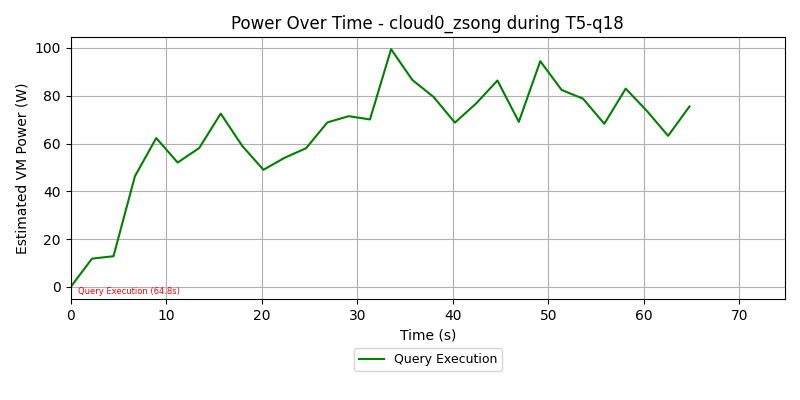 Power Over Time - cloud0_zsong during T5-q18
Estimated VM Power (W)
100
80
60
40
20
0
Query Execution (64.8s)
0 10 20 30 40 50 60 70
Time (s)
Query Execution